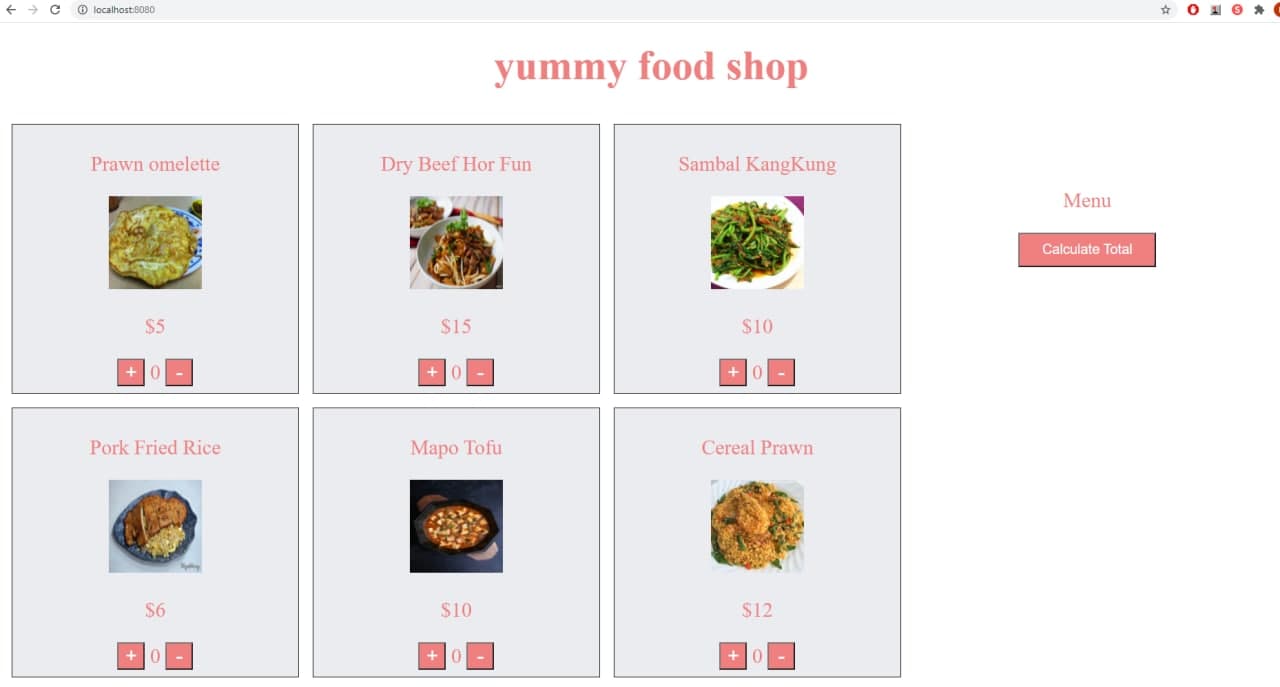 localhost:8080
yummy food shop
Prawn omelette
$5
+ 0 -
Dry Beef Hor Fun
$15
+ 0 -
Sambal KangKung
$10
+ 0 -
Menu
Calculate Total
Pork Fried Rice
$6
+ 0 -
Mapo Tofu
$10
+ 0 -
Cereal Prawn
$12
+ 0 -